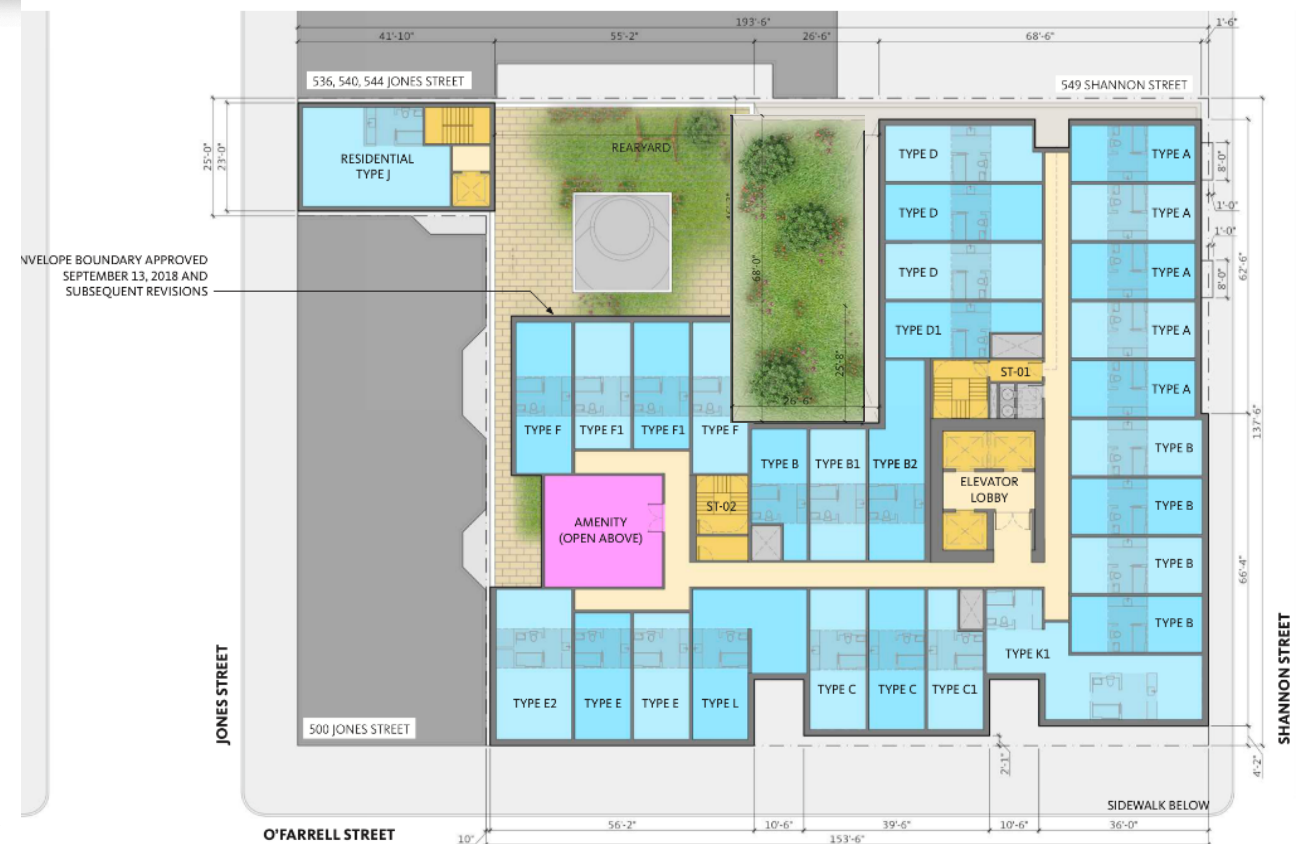 193'-6"
1'-6"
41'-10"
55'-2"
26'-6"
68'-6"
536, 540, 544 JONES STREET
549 SHANNON STREET
25'-0"
23'-0"
RESIDENTIAL
TYPE J
REARYARD
TYPE D
TYPE A
8'-0"
TYPE D
TYPE A
1'-0"
1'-0"
NVELOPE BOUNDARY APPROVED
SEPTEMBER 13, 2018 AND
SUBSEQUENT REVISIONS
68'-0"
TYPE D
TYPE A
8'-0"
62'-6"
TYPE D1
TYPE A
25'-8"
ST-01
TYPE A
26'-6"
137'-6"
TYPE F
TYPE F1
TYPE F1
TYPE F
TYPE B
TYPE B
TYPE B1
TYPE B2
ELEVATOR
LOBBY
ST-02
TYPE B
AMENITY
(OPEN ABOVE)
TYPE B
66'-4"
TYPE B
TYPE K1
TYPE E2
TYPE E
TYPE E
TYPE L
TYPE C
TYPE C
TYPE C1
JONES STREET
SHANNON STREET
500 JONES STREET
2'-1"
4'-2"
SIDEWALK BELOW
O'FARRELL STREET
10"
56'-2"
10'-6"
39'-6"
10'-6"
36'-0"
153'-6"